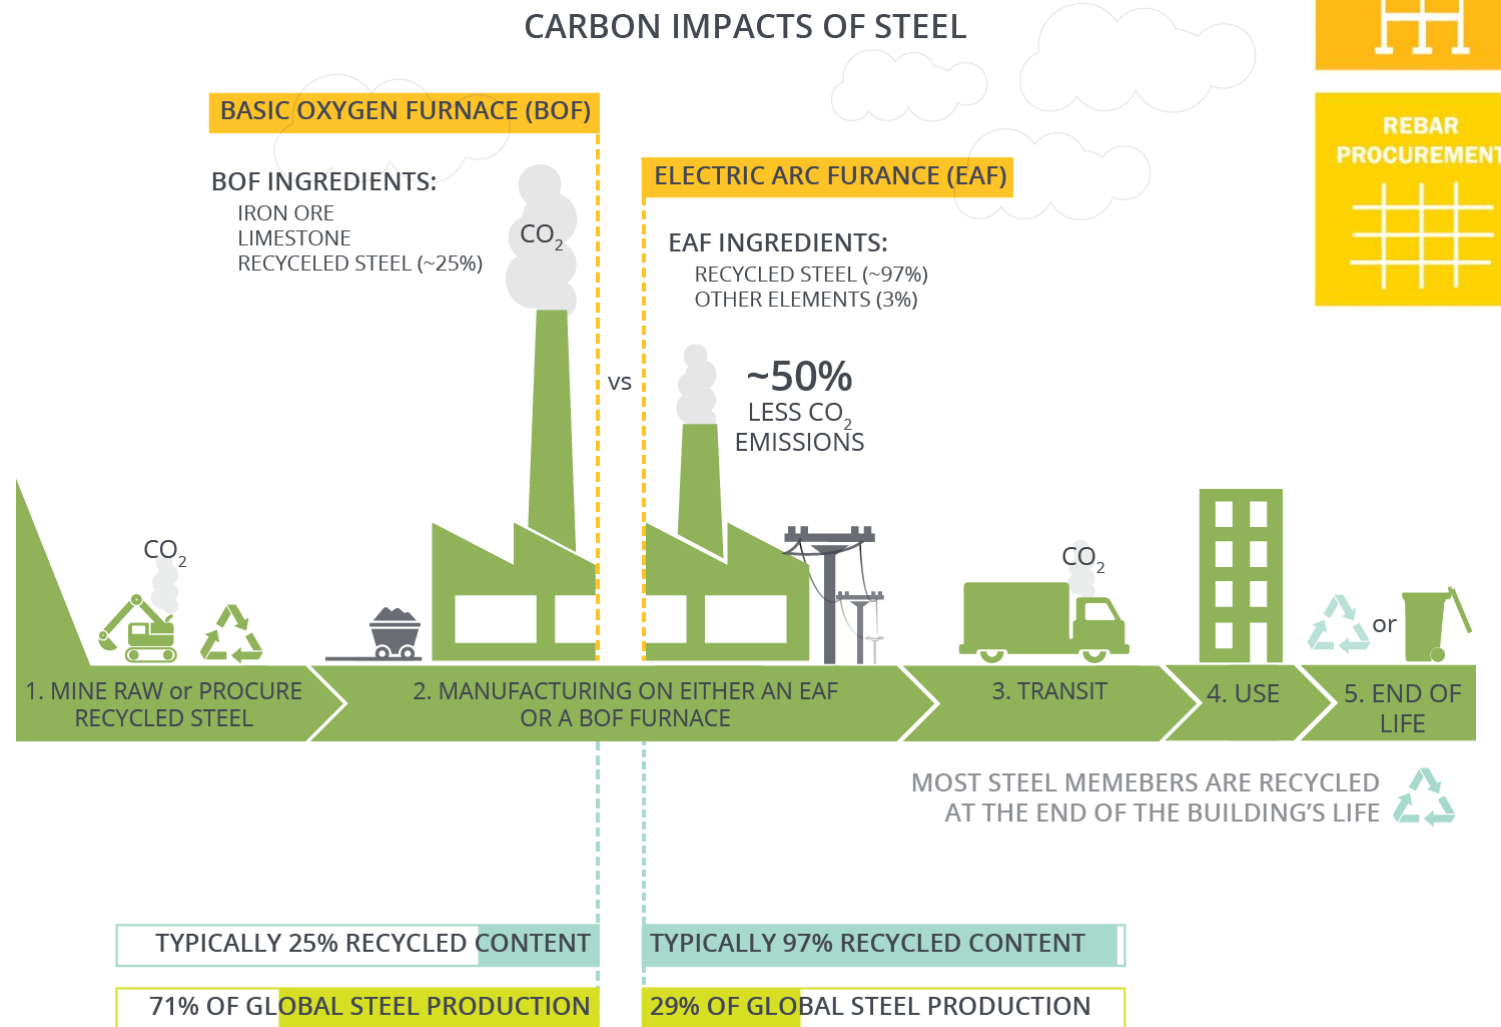 CARBON IMPACTS OF STEEL
BASIC OXYGEN FURNACE (BOF)
BOF INGREDIENTS:
IRON ORE
LIMESTONE
RECYCELED STEEL (~25%)
CO2
vs
ELECTRIC ARC FURANCE (EAF)
EAF INGREDIENTS:
RECYCLED STEEL (~97%)
OTHER ELEMENTS (3%)
~50%
LESS CO2
EMISSIONS
REBAR
PROCUREMENT
CO2
CO2
or
1. MINE RAW or PROCURE
RECYCLED STEEL
2. MANUFACTURING ON EITHER AN EAF
OR A BOF FURNACE
3. TRANSIT
4. USE
5. END OF
LIFE
MOST STEEL MEMEBERS ARE RECYCLED
AT THE END OF THE BUILDING'S LIFE
TYPICALLY 25% RECYCLED CONTENT
TYPICALLY 97% RECYCLED CONTENT
71% OF GLOBAL STEEL PRODUCTION
29% OF GLOBAL STEEL PRODUCTION